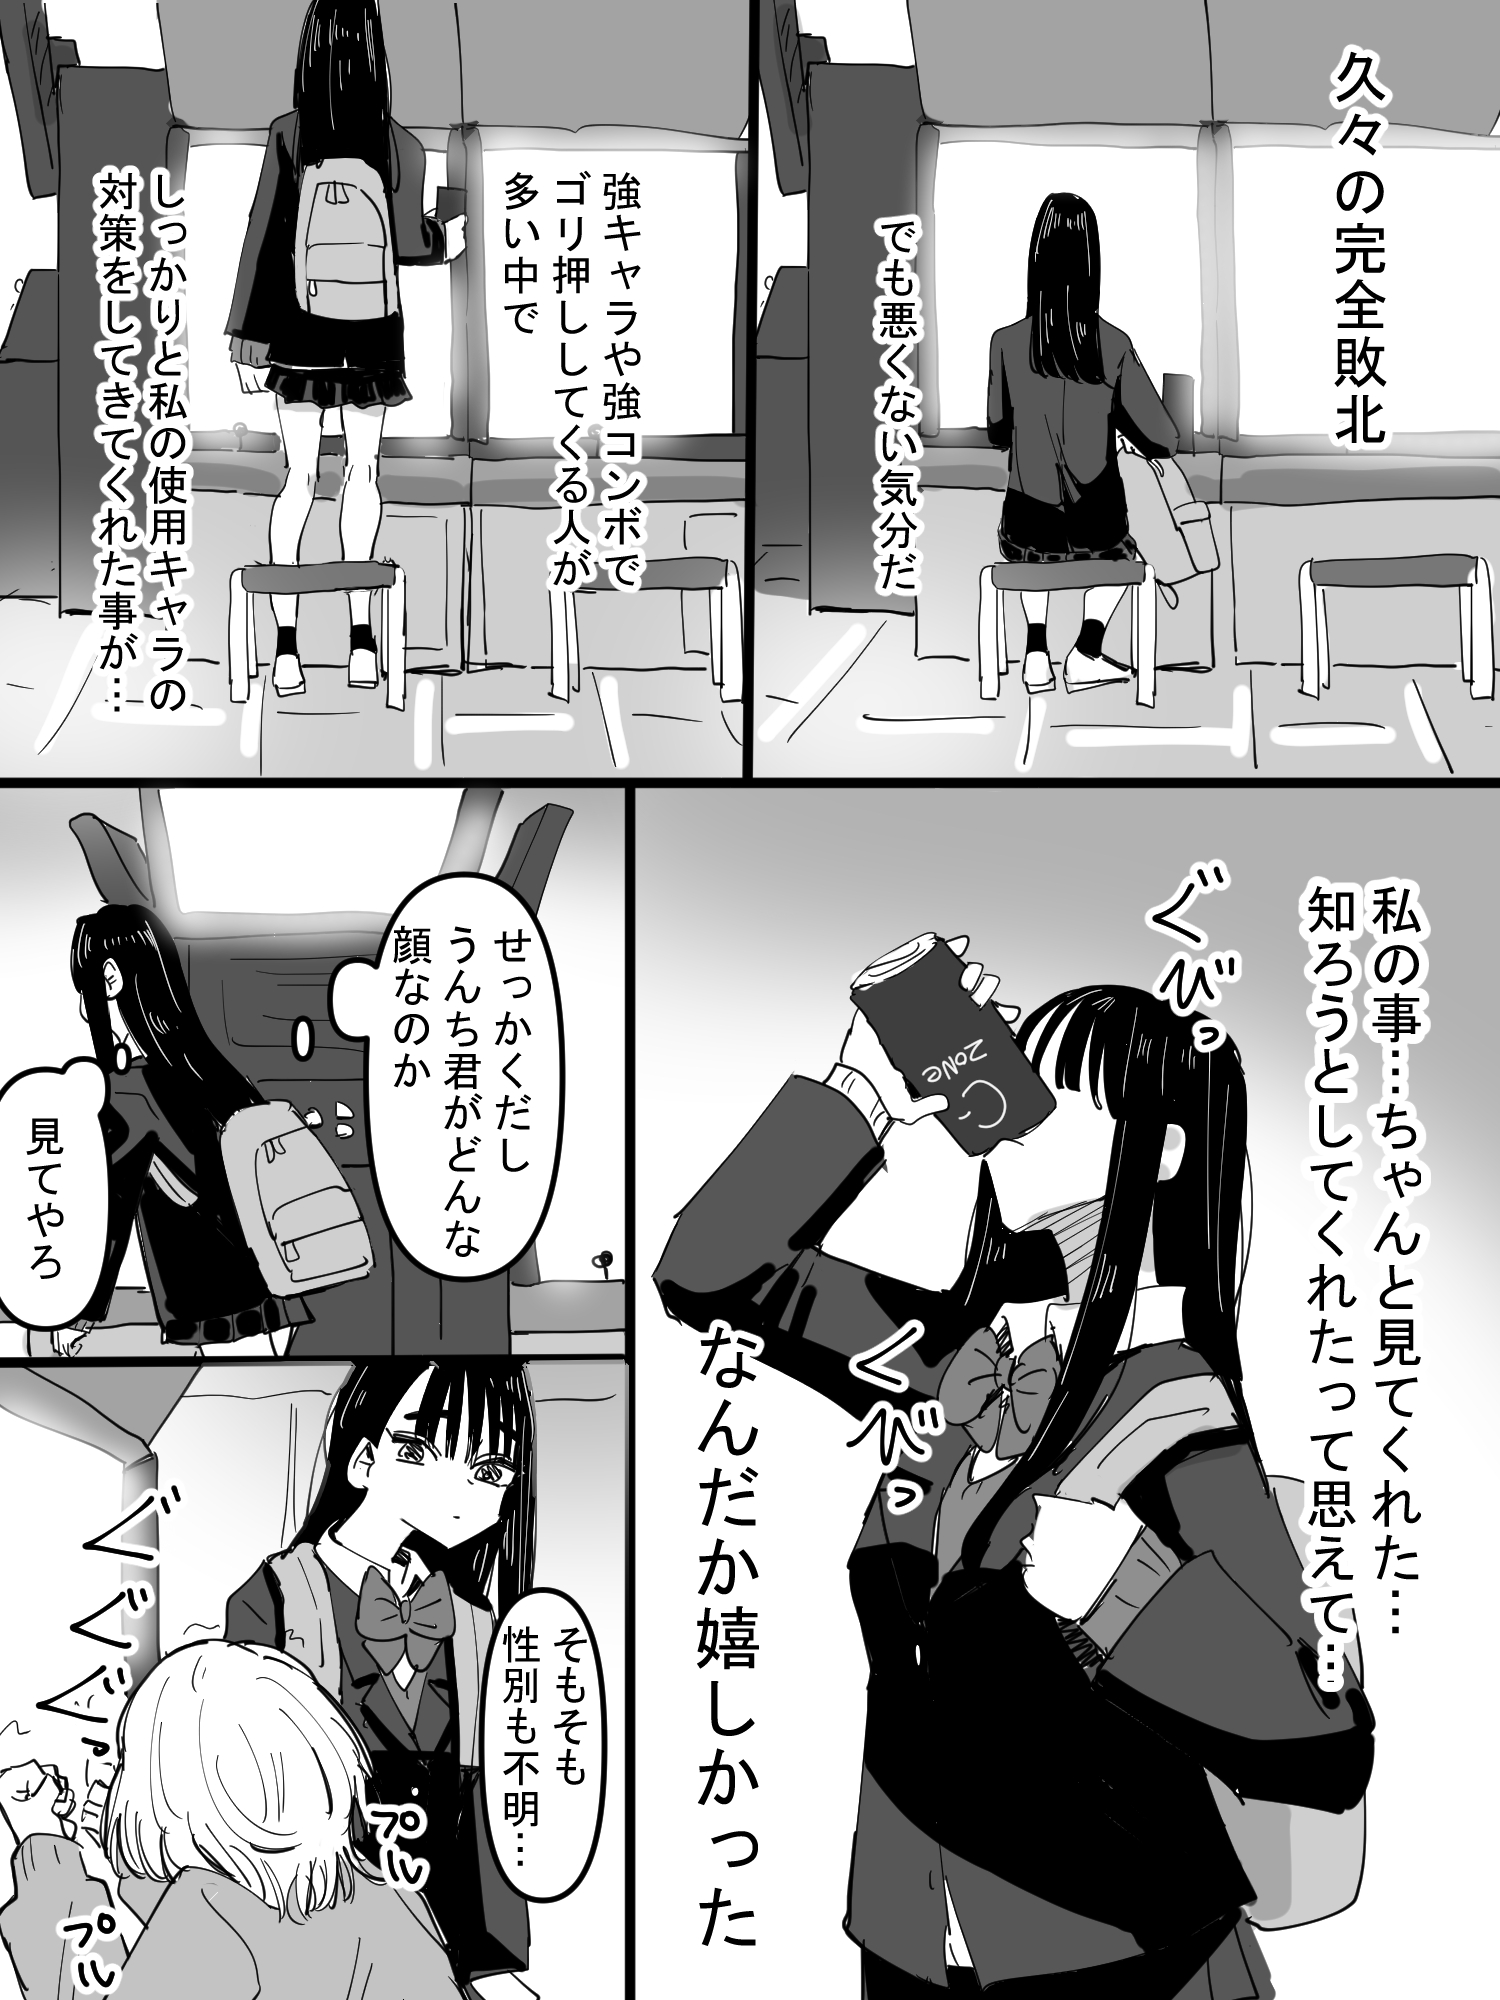 久々の完全敗北
でも悪くない気分だ
強キャラや強コンボで
ゴリ押ししてくる人が
多い中で
しっかりと私の使用キャラの
対策をしてきてくれた事が…
私の事…ちゃんと見てくれた…
知ろうとしてくれたって思えて…
ぐびっ
ZONe
ぐびっ
なんだか嬉しかった
せっかくだし
うんち君がどんな
顔なのか
見てやろ
そもそも
性別も不明…
ぐぐぐッ
プル
プル